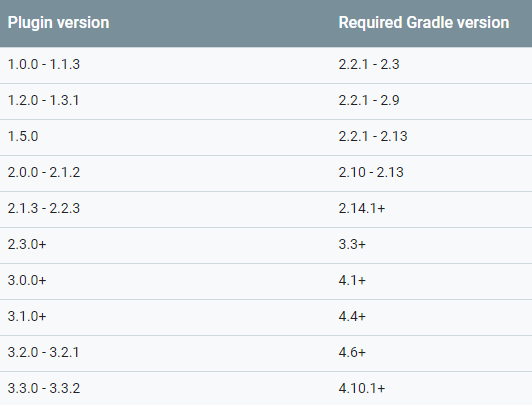 Plugin version Required Gradle version
1.0.0 - 1.1.3 2.2.1 - 2.3
1.2.0 - 1.3.1 2.2.1 - 2.9
1.5.0 2.2.1 - 2.13
2.0.0 - 2.1.2 2.10 - 2.13
2.1.3 - 2.2.3 2.14.1+
2.3.0+ 3.3+
3.0.0+ 4.1+
3.1.0+ 4.4+
3.2.0 - 3.2.1 4.6+
3.3.0 - 3.3.2 4.10.1+